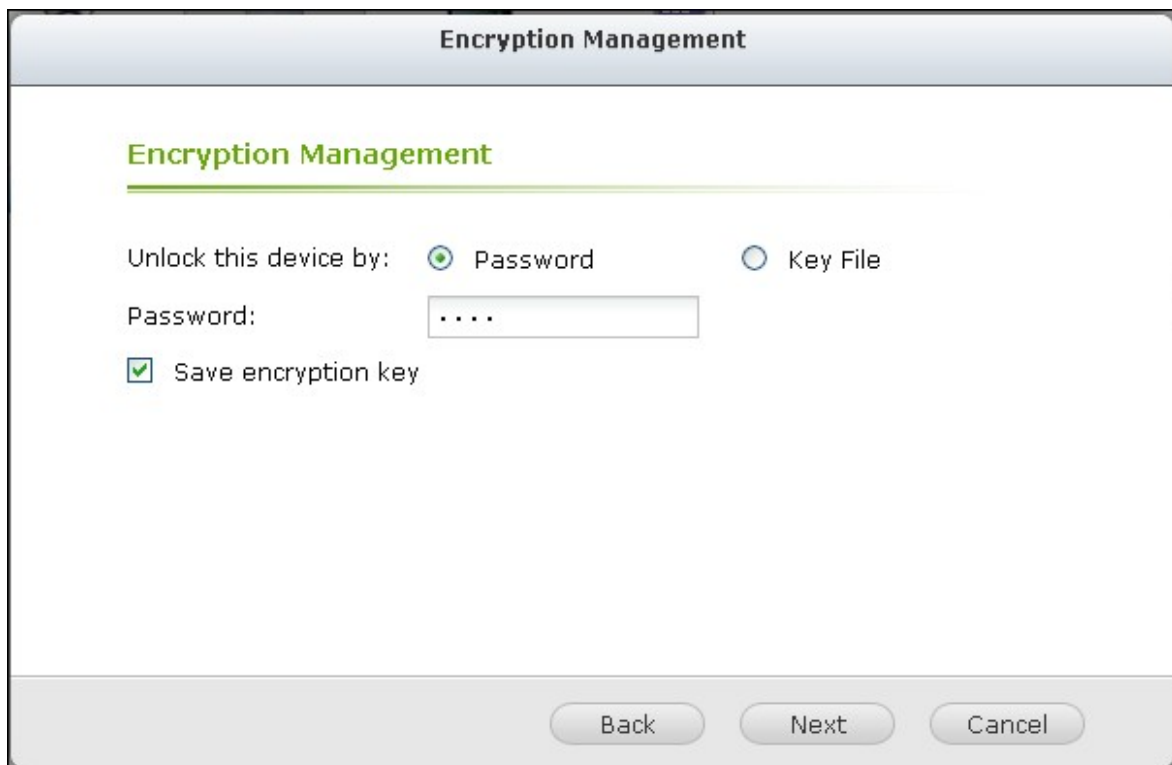 Encryption Management
Encryption Management
Unlock this device by: Password Key File
Password: ....
Save encryption key
Back Next Cancel